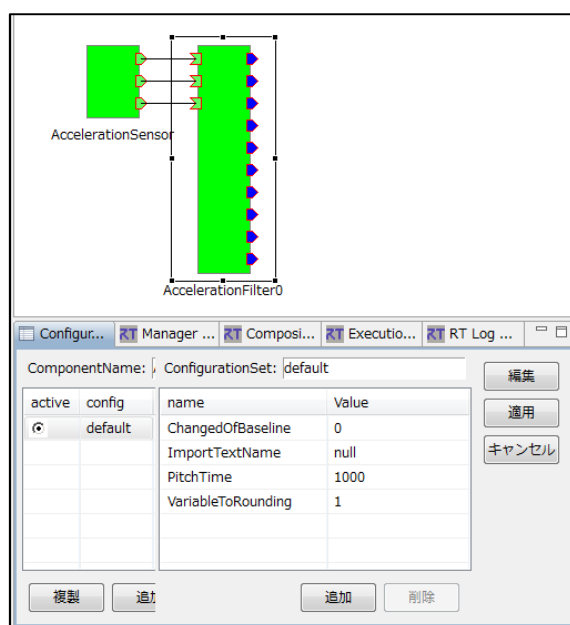 AccelerationSensor
AccelerationFilter0
Configur...
RT Manager ...
RT Composi...
RT Executio...
RT RT Log ...
ComponentName:
ConfigurationSet: default
編集
適用
キャンセル
active config
default
name Value
ChangedOfBaseline 0
ImportTextName null
PitchTime 1000
VariableToRounding 1
複製
追加
削除